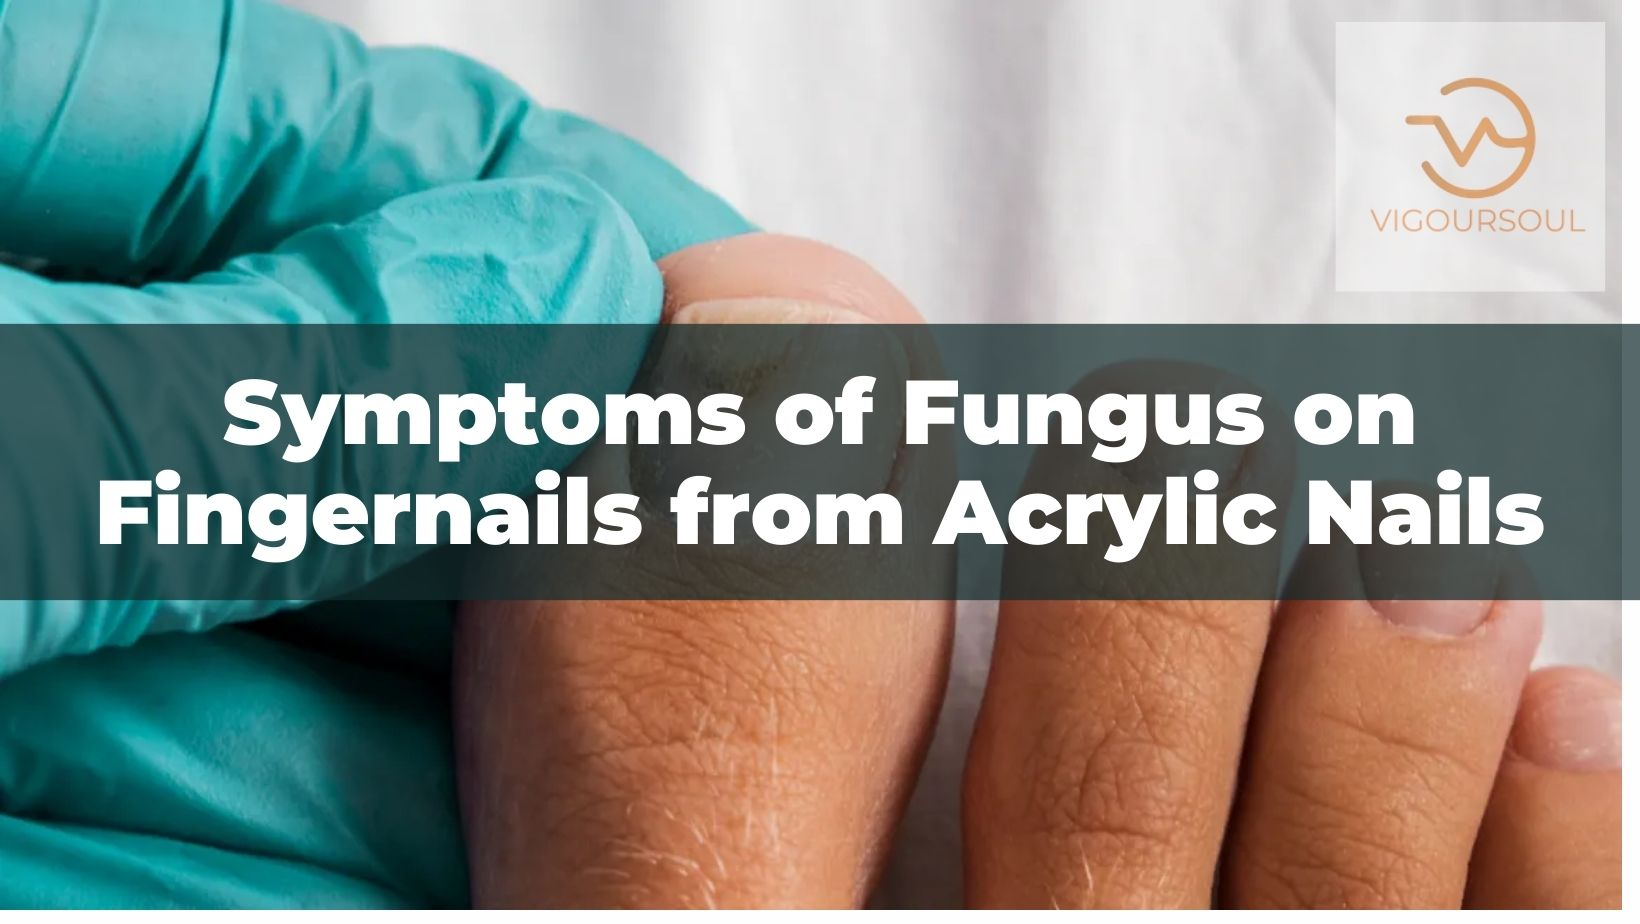 VIGOURSOUL
Symptoms of Fungus on
Fingernails from Acrylic Nails